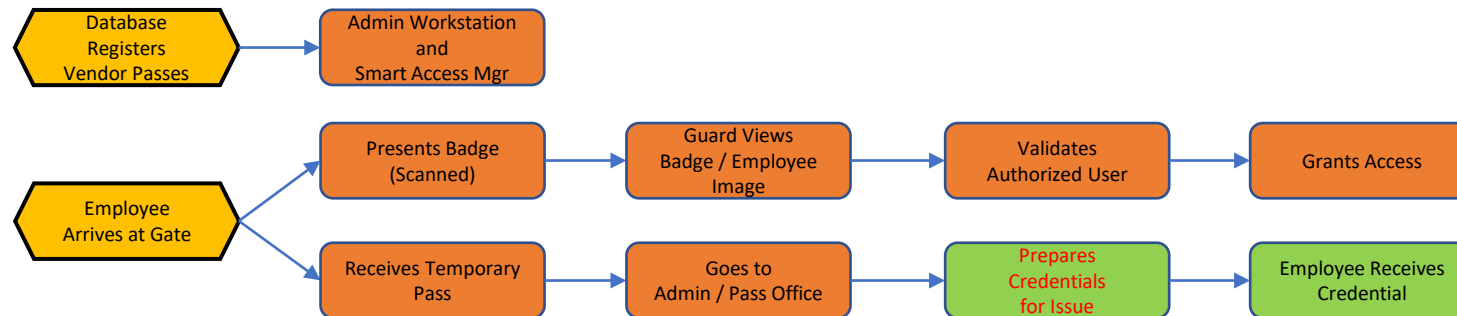 Database
Registers
Vendor Passes
Admin Workstation
and
Smart Access Mgr
Employee
Arrives at Gate
Presents Badge
(Scanned)
Guard Views
Badge / Employee
Image
Validates
Authorized User
Grants Access
Receives Temporary
Pass
Goes to
Admin / Pass Office
Prepares
Credentials
for Issue
Employee Receives
Credential